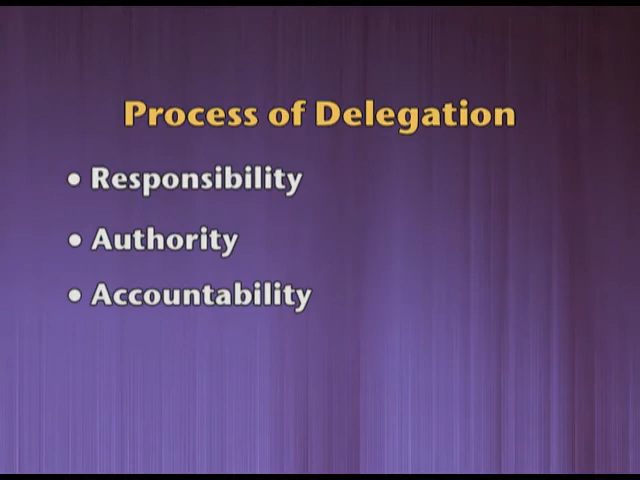 Process of Delegation
• Responsibility
• Authority
• Accountability